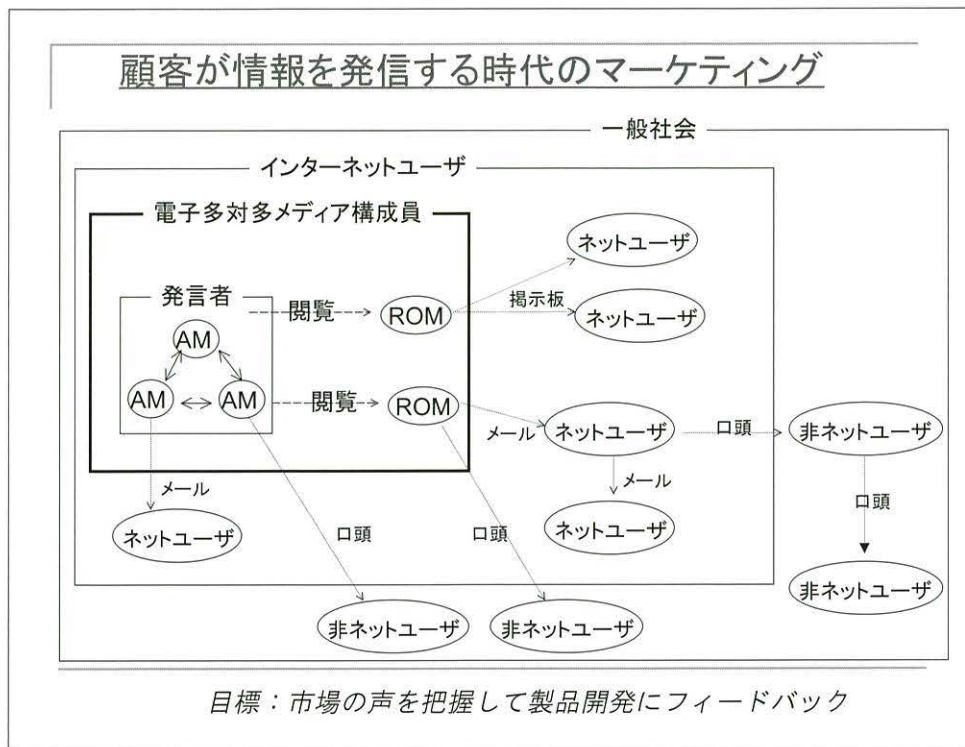 顧客が情報を発信する時代のマーケティング
一般社会
インターネットユーザ
電子多対多メディア構成員
ネットユーザ
発言者
閲覧
ROM
掲示板
ネットユーザ
AM
AM
AM
閲覧
ROM
メール
ネットユーザ
口頭
非ネットユーザ
メール
メール
ネットユーザ
口頭
口頭
ネットユーザ
口頭
非ネットユーザ
非ネットユーザ
非ネットユーザ
目標：市場の声を把握して製品開発にフィードバック